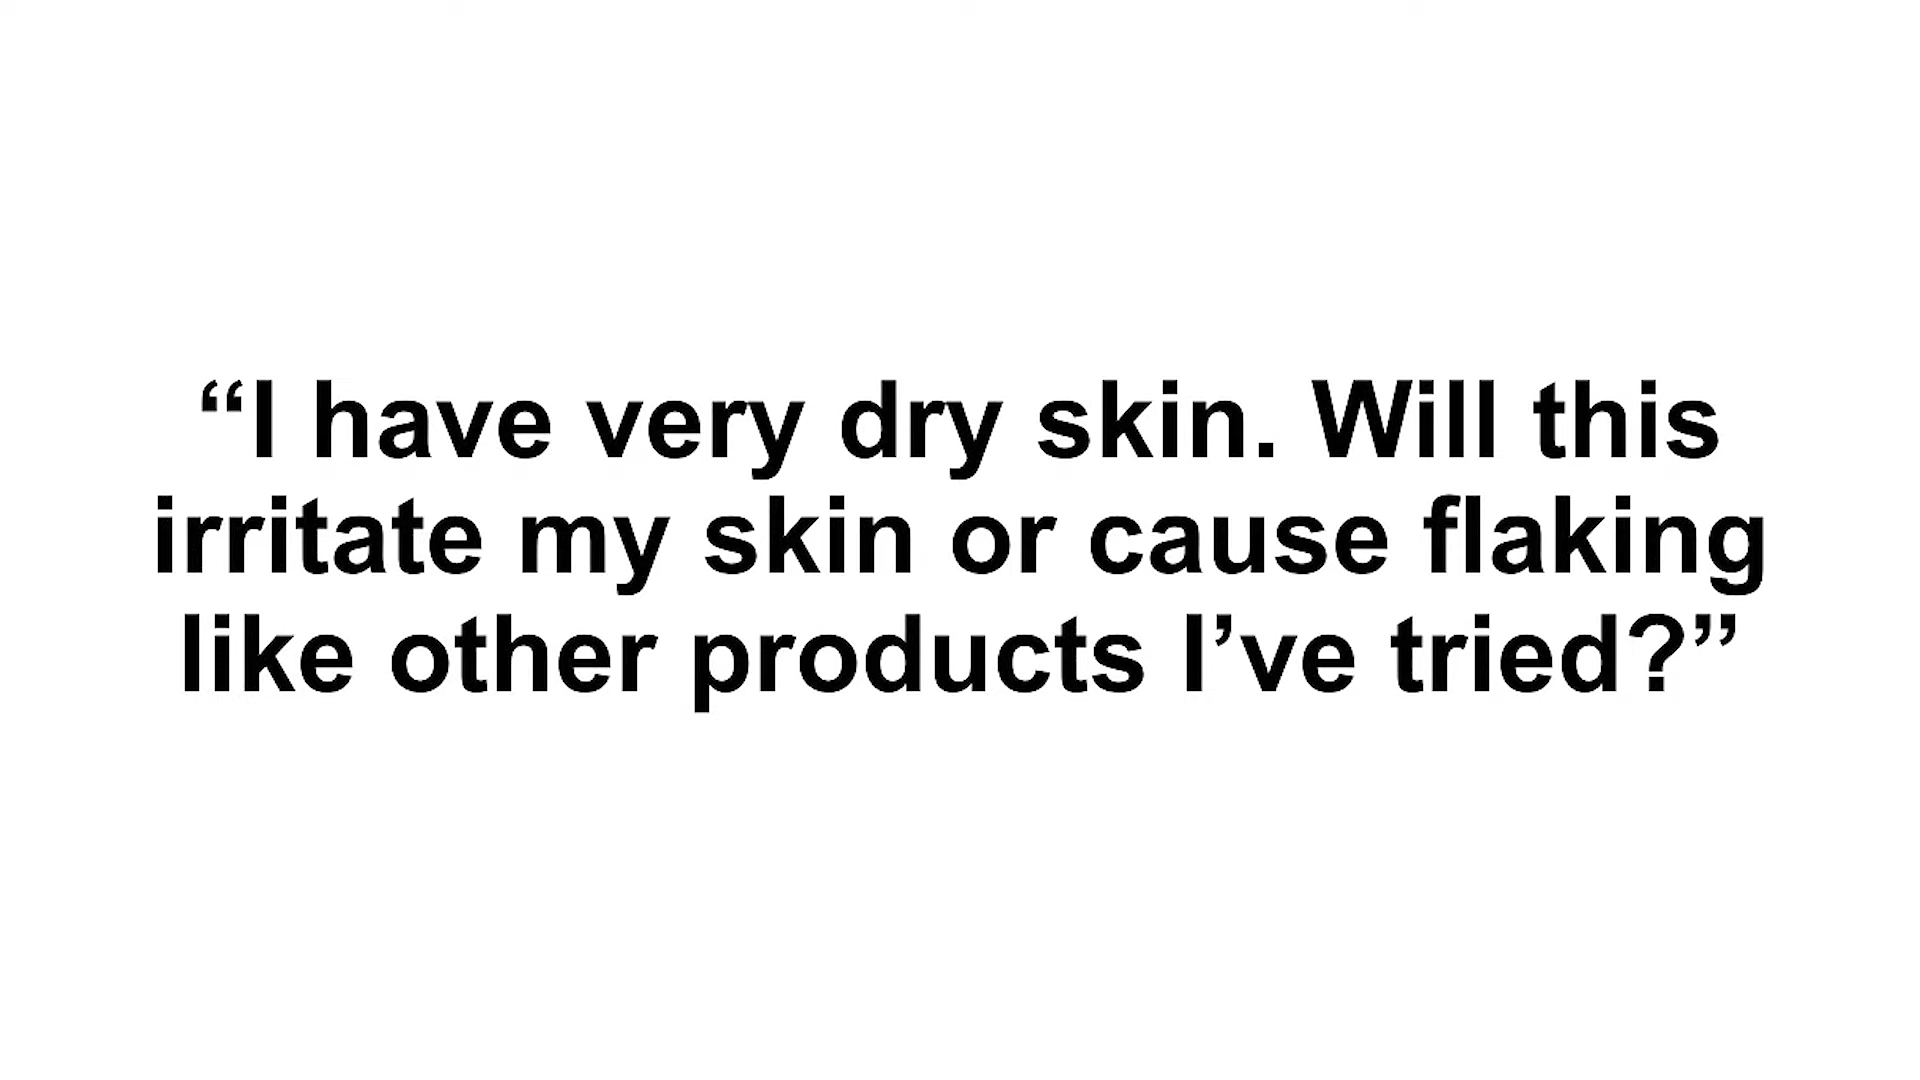 “I have very dry skin. Will this
irritate my skin or cause flaking
like other products I’ve tried?”